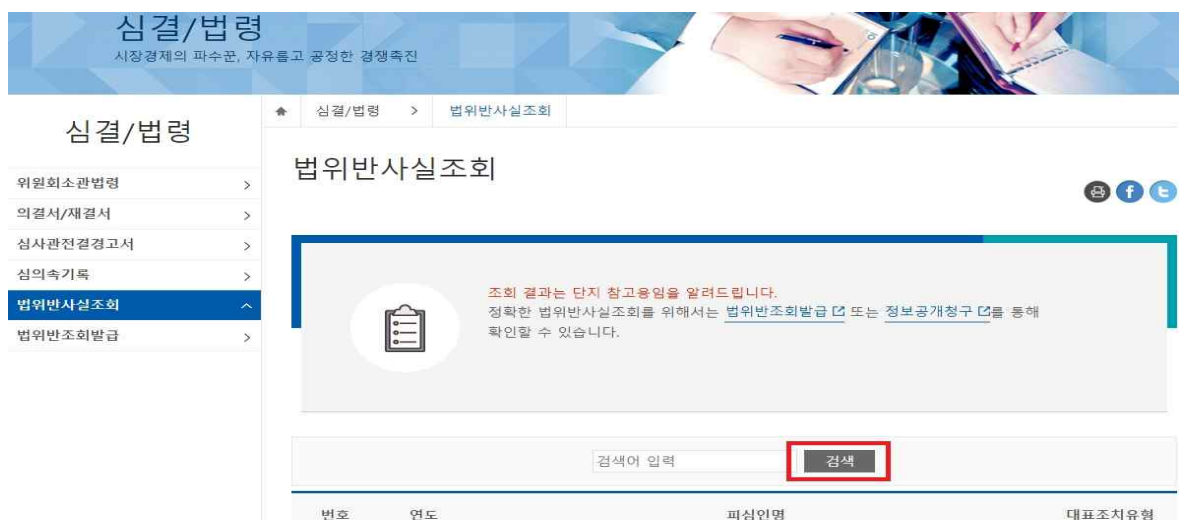 심결/법령
시장경제의 파수꾼, 자유롭고 공정한 경쟁촉진
심결/법령
위원회소관법령
의결서/재결서
심사관전결경고서
심의속기록
법위반사실조회
법위반조회발급
심결/법령 > 법위반사실조회
법위반사실조회
조회 결과는 단지 참고용임을 알려드립니다.
정확한 법위반사실조회를 위해서는 법위반조회발급 또는 정보공개청구를 통해
확인할 수 있습니다.
검색어 입력 검색
번호 연도 피심인명 대표조치유형